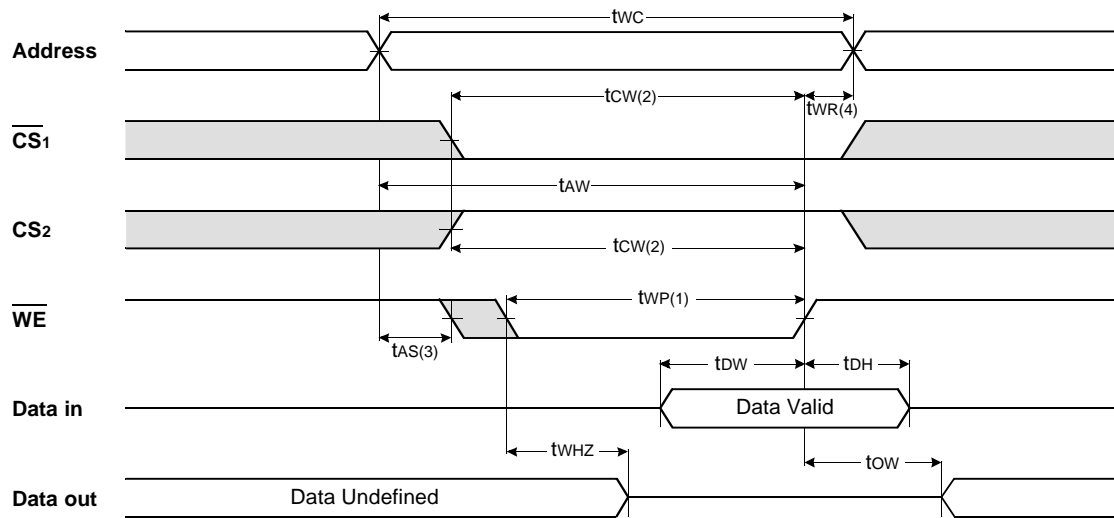 tWC
Address
tCW(2)
tWR(4)
CS1
tAW
CS2
tCW(2)
tWP(1)
WE
tAS(3)
tDW
tDH
Data in
Data Valid
tWHZ
tOW
Data out
Data Undefined